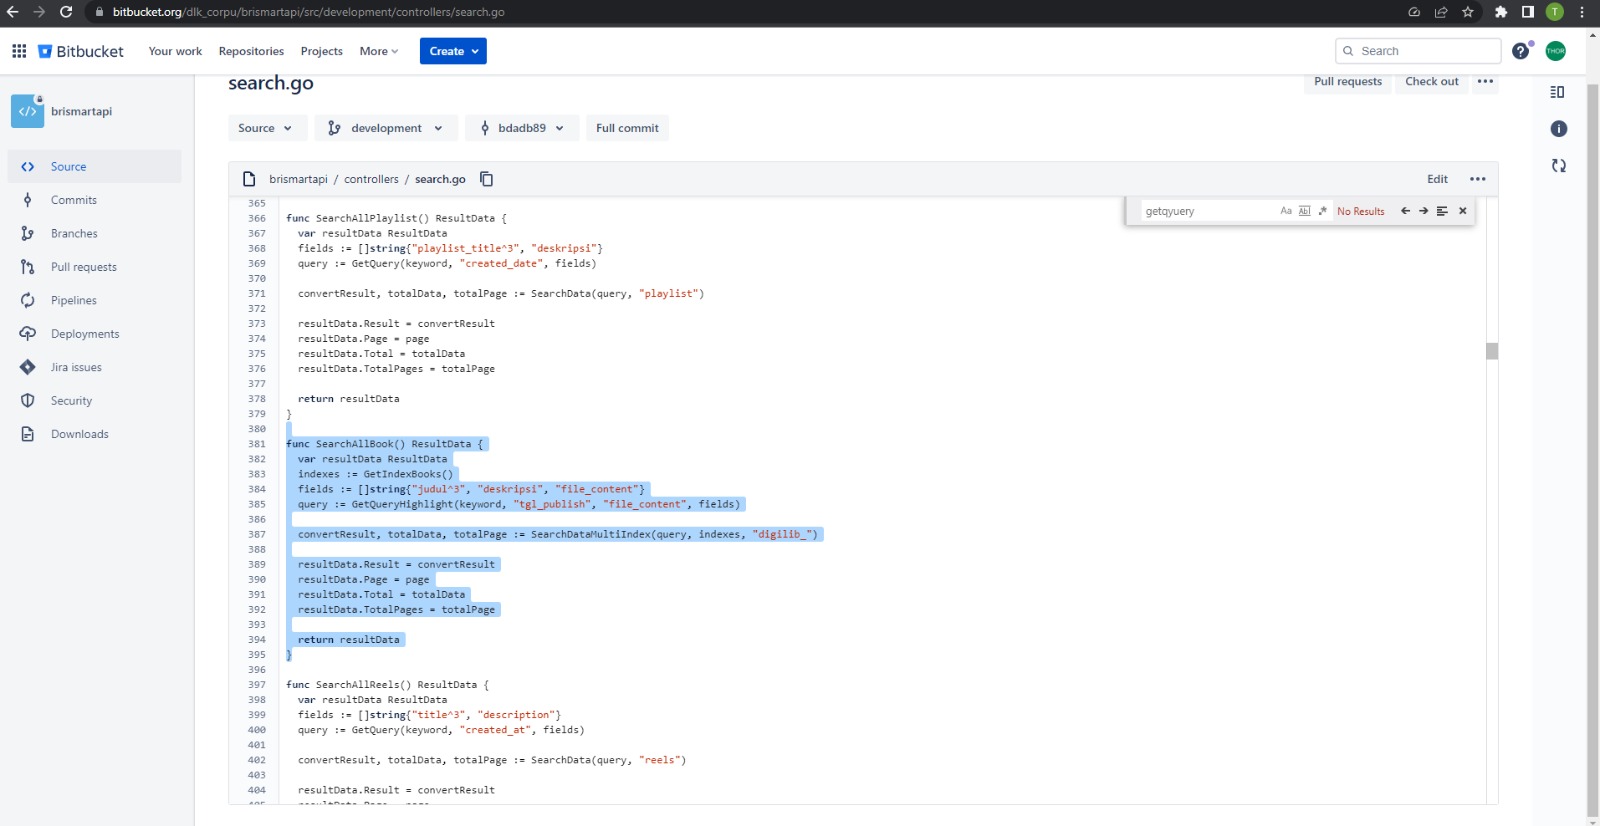 bitbucket.org/dlk_corpu/brismartapi/src/development/controllers/search.go
T
Bitbucket
Your work
Repositories
Projects
More
Create
Search
?
THOR
brismartapi
Source
Commits
Branches
Pull requests
Pipelines
Deployments
Jira issues
Security
Downloads
search.go
Pull requests
Check out
Source
development
bdadb89
Full commit
brismartapi / controllers / search.go
Edit
getqyuery
Aa
Abl
.*
No Results
365
366 func SearchAllPlaylist() ResultData {
367 var resultData ResultData
368 fields := []string{"playlist_title^3", "deskripsi"}
369 query := GetQuery(keyword, "created_date", fields)
370
371 convertResult, totalData, totalPage := SearchData(query, "playlist")
372
373 resultData.Result = convertResult
374 resultData.Page = page
375 resultData.Total = totalData
376 resultData.TotalPages = totalPage
377
378 return resultData
379 }
380
381 func SearchAllBook() ResultData {
382 var resultData ResultData
383 indexes := GetIndexBooks()
384 fields := []string{"judul^3", "deskripsi", "file_content"}
385 query := GetQueryHighlight(keyword, "tgl_publish", "file_content", fields)
386
387 convertResult, totalData, totalPage := SearchDataMultiIndex(query, indexes, "digilib_")
388
389 resultData.Result = convertResult
390 resultData.Page = page
391 resultData.Total = totalData
392 resultData.TotalPages = totalPage
393
394 return resultData
395 }
396
397 func SearchAllReels() ResultData {
398 var resultData ResultData
399 fields := []string{"title^3", "description"}
400 query := GetQuery(keyword, "created_at", fields)
401
402 convertResult, totalData, totalPage := SearchData(query, "reels")
403
404 resultData.Result = convertResult